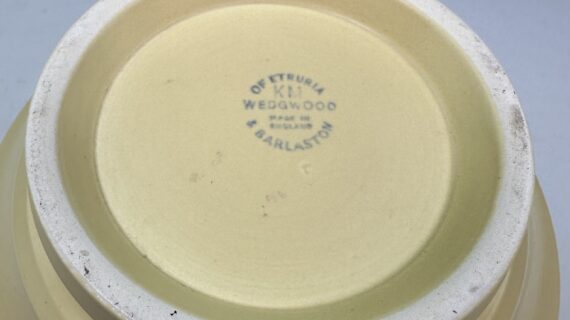 OF ETRURIA
KM
WEDGWOOD
MADE IN
ENGLAND
& BARLASTON